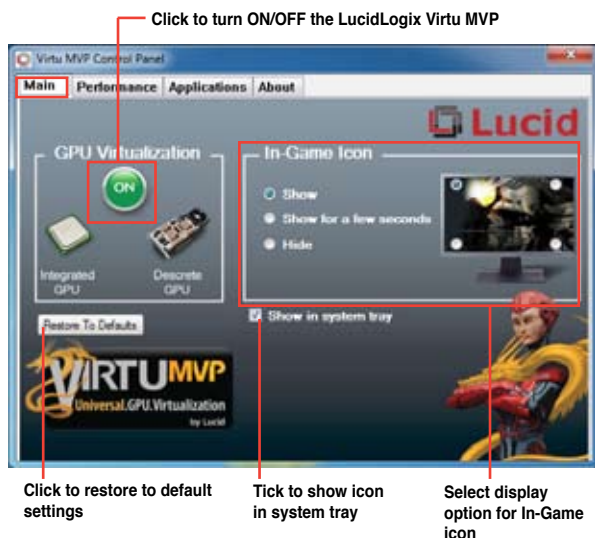 Click to turn ON/OFF the LucidLogix Virtu MVP
Virtu MVP Control Panel
Main Performance Applications About
Lucid
GPU Virtualization
ON
Integrated
GPU
Descrete
GPU
In-Game Icon
Show
Show for a few seconds
Hide
Restore To Defaults
Show in system tray
VIRTU MVP
Universal.GPU.Virtualization
by Lucid
Click to restore to default
settings
Tick to show icon
in system tray
Select display
option for In-Game
icon